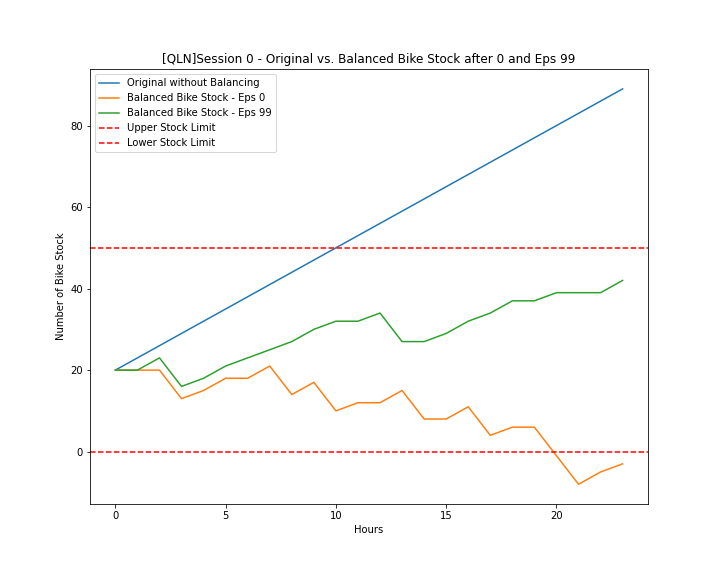 [QLN]Session 0 - Original vs. Balanced Bike Stock after 0 and Eps 99
Original without Balancing
Balanced Bike Stock - Eps 0
Balanced Bike Stock - Eps 99
Upper Stock Limit
Lower Stock Limit
Number of Bike Stock
80
60
40
20
0
0 5 10 15 20
Hours